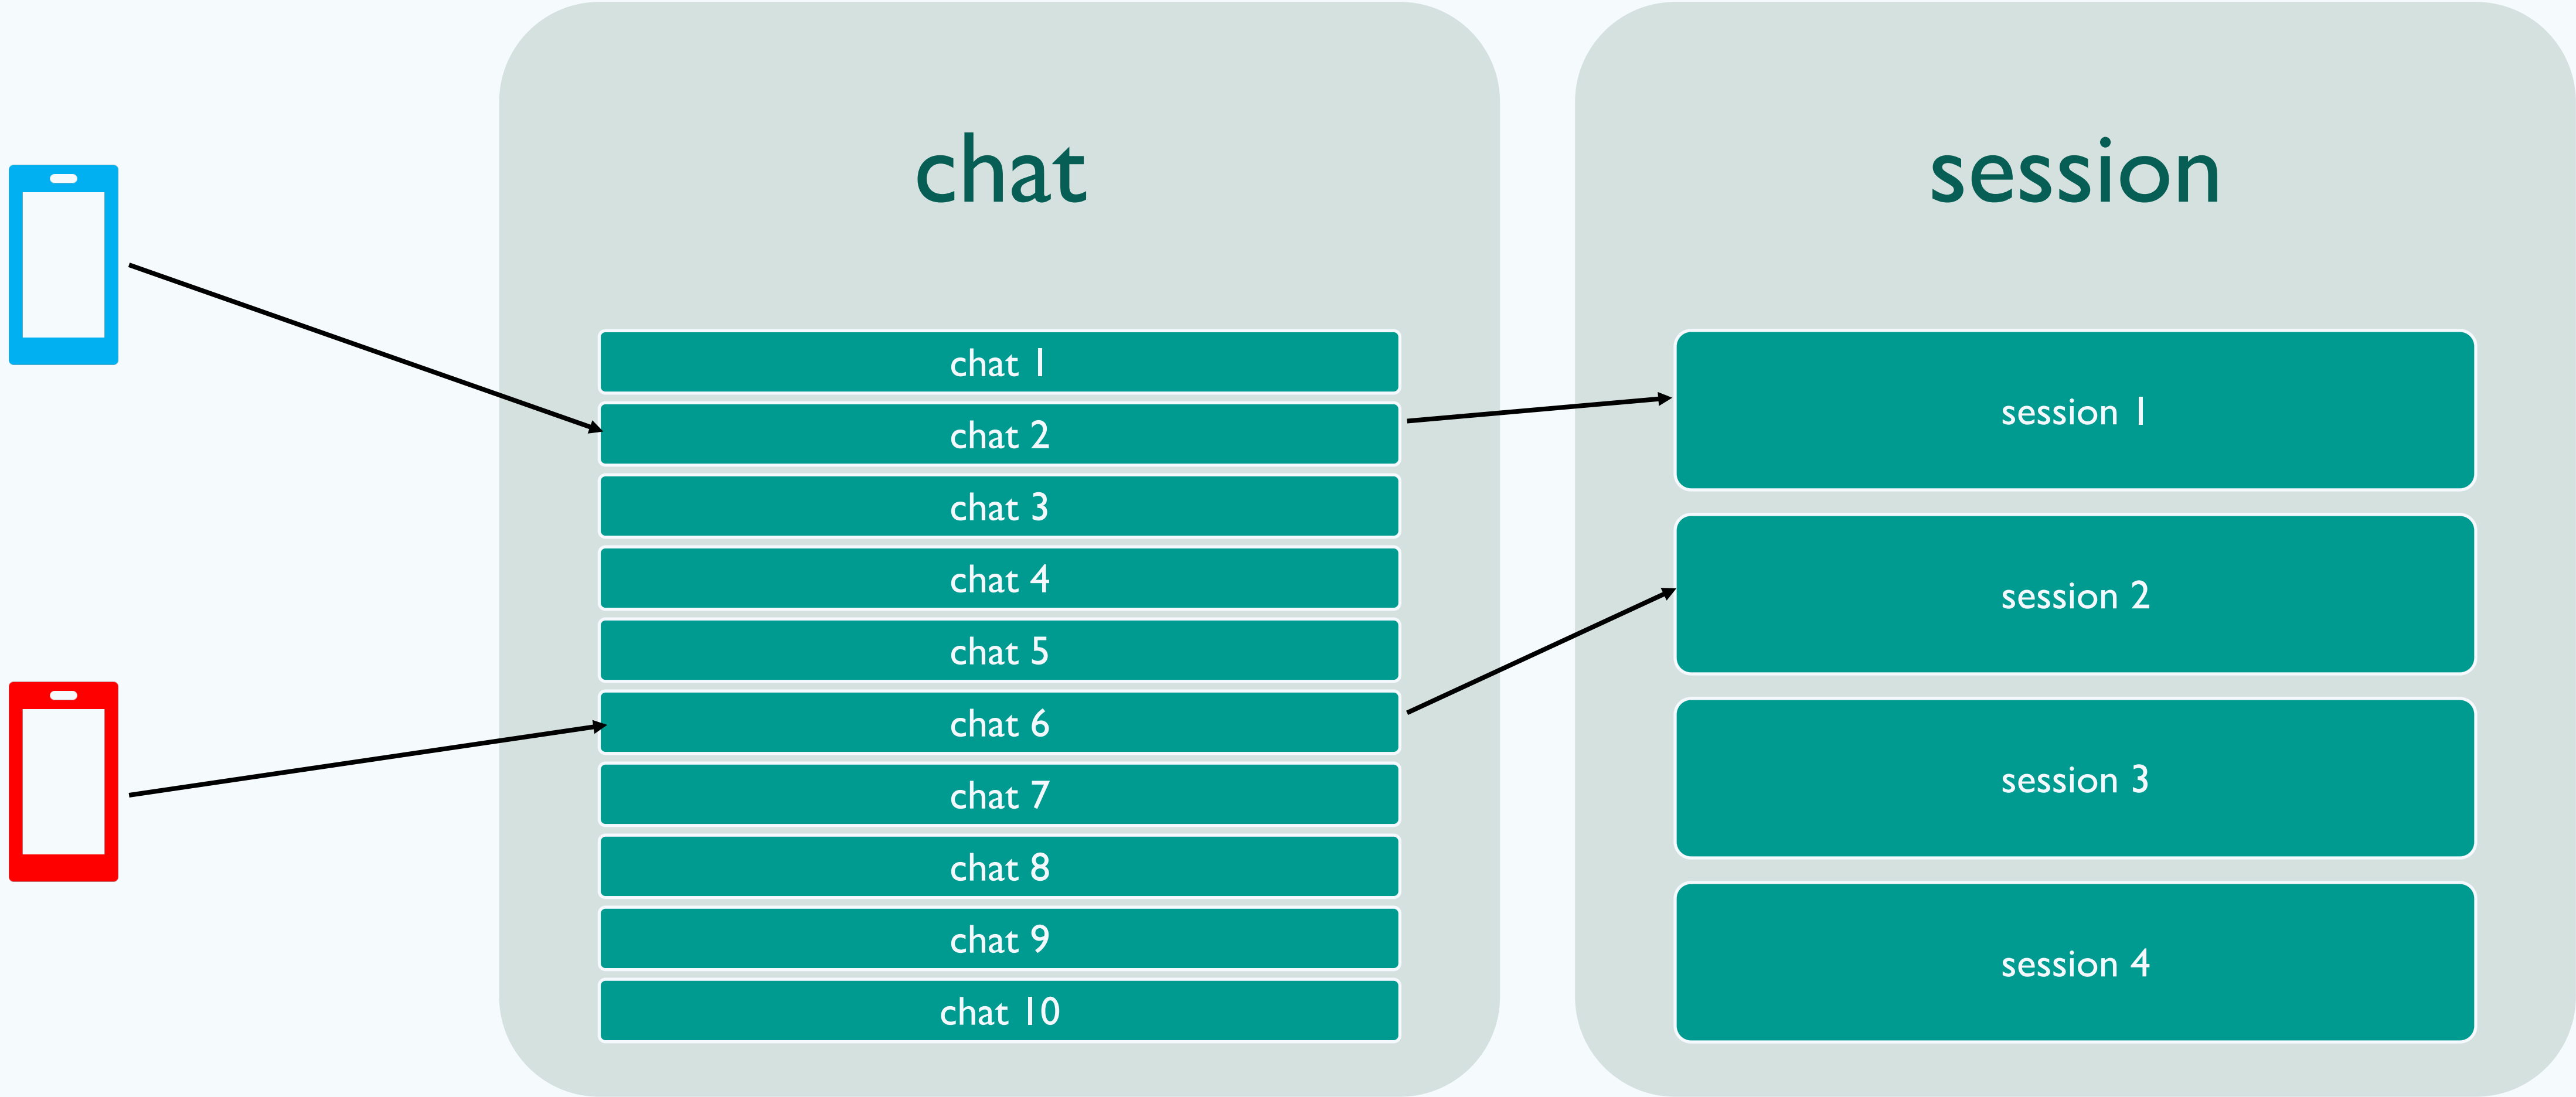 chat
chat 1
chat 2
chat 3
chat 4
chat 5
chat 6
chat 7
chat 8
chat 9
chat 10
session
session 1
session 2
session 3
session 4